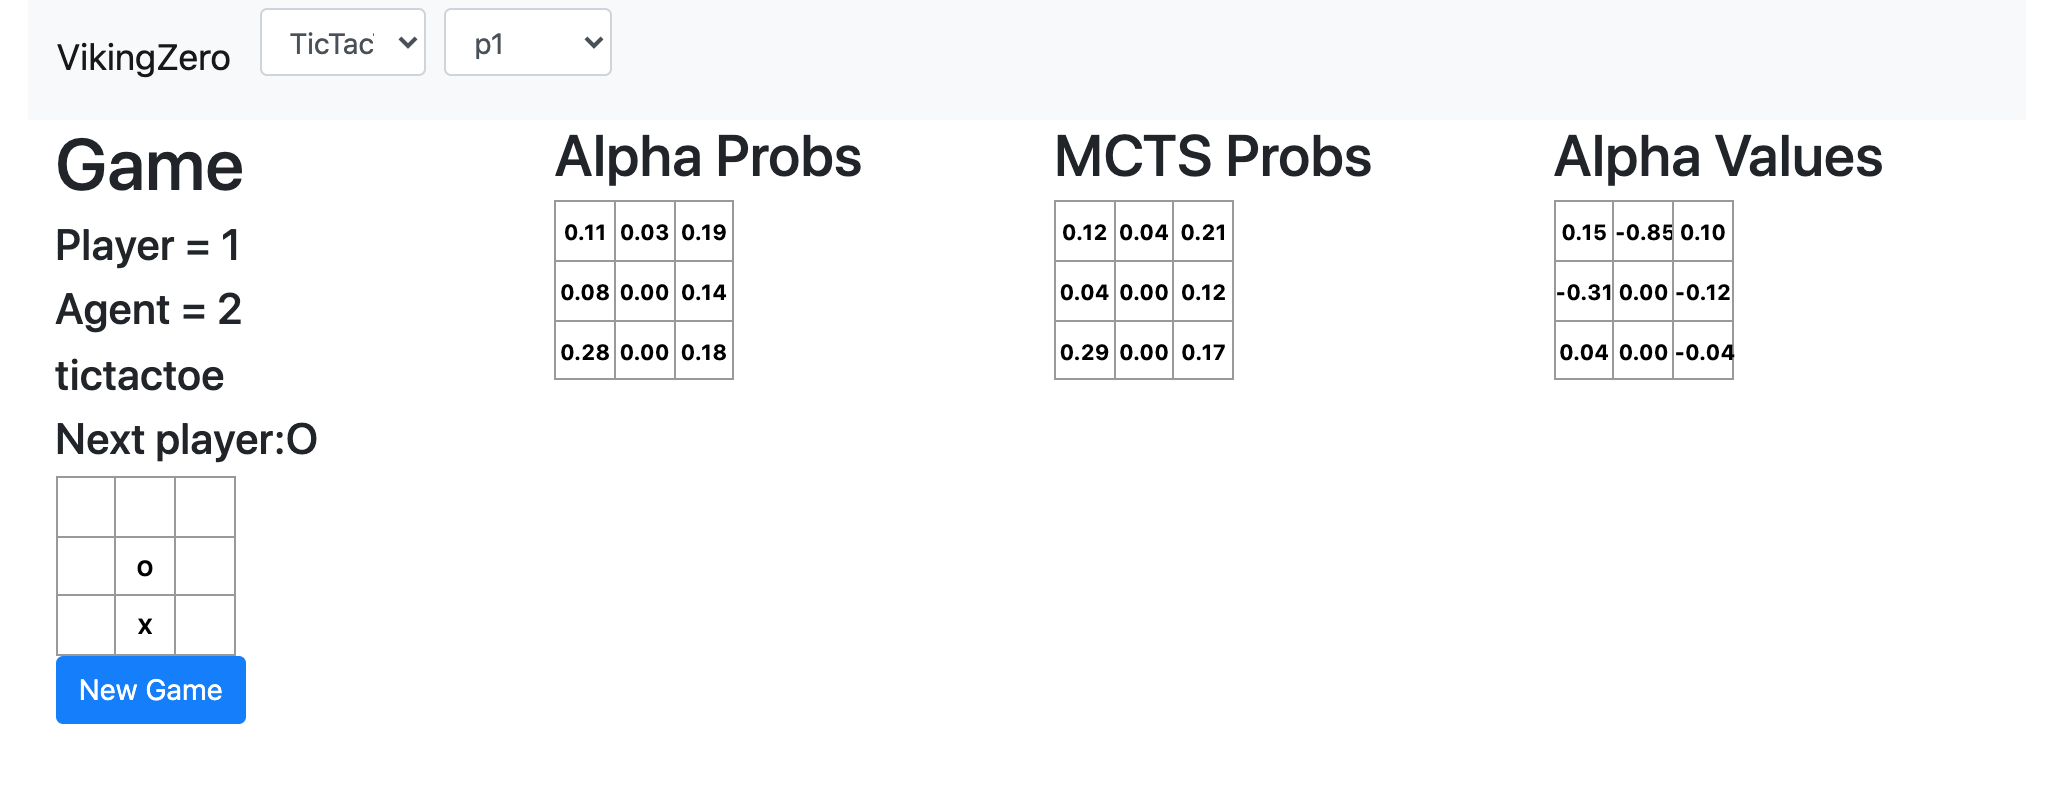 VikingZero TicTac p1
Game
Player = 1
Agent = 2
tictactoe
Next player:O
o
x
New Game
Alpha Probs
0.11 0.03 0.19
0.08 0.00 0.14
0.28 0.00 0.18
MCTS Probs
0.12 0.04 0.21
0.04 0.00 0.12
0.29 0.00 0.17
Alpha Values
0.15 -0.85 0.10
-0.31 0.00 -0.12
0.04 0.00 -0.04